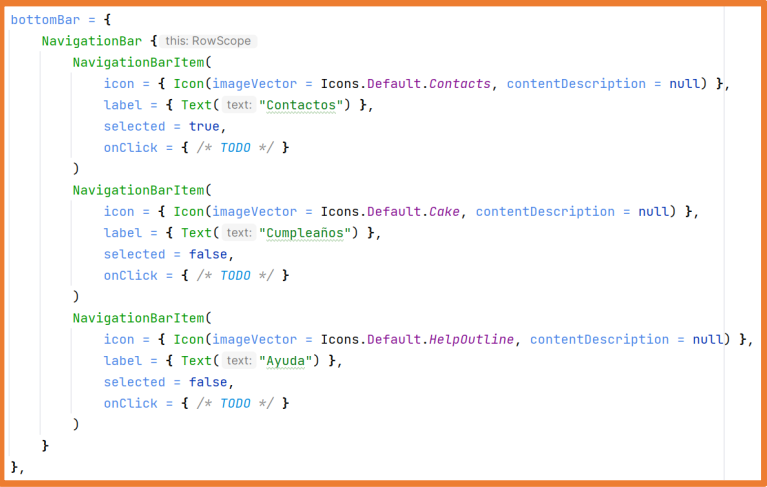 bottomBar = {
NavigationBar { this: RowScope
NavigationBarItem(
icon = { Icon(imageVector = Icons.Default.Contacts, contentDescription = null) },
label = { Text( text: "Contactos") },
selected = true,
onClick = { /* TODO */ }
)
NavigationBarItem(
icon = { Icon(imageVector = Icons.Default.Cake, contentDescription = null) },
label = { Text( text: "Cumpleaños") },
selected = false,
onClick = { /* TODO */ }
)
NavigationBarItem(
icon = { Icon(imageVector = Icons.Default.HelpOutline, contentDescription = null) },
label = { Text( text: "Ayuda") },
selected = false,
onClick = { /* TODO */ }
)
}
},